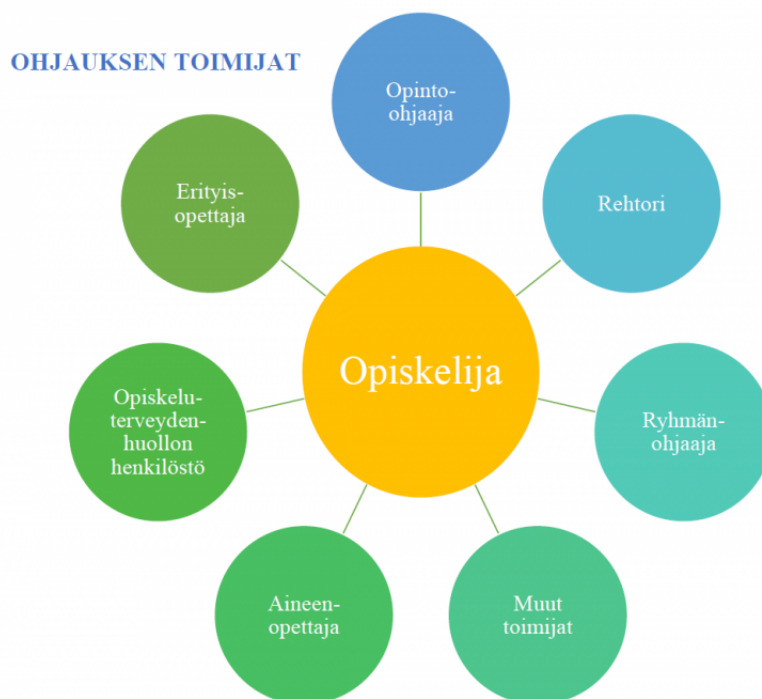 OHJAUKSEN TOIMIJAT
Opinto-
ohjaaja
Rehtori
Ryhmän-
ohjaaja
Muut
toimijat
Aineen-
opettaja
Opiskelu-
terveyden-
huollon
henkilöstö
Erityis-
opettaja
Opiskelija